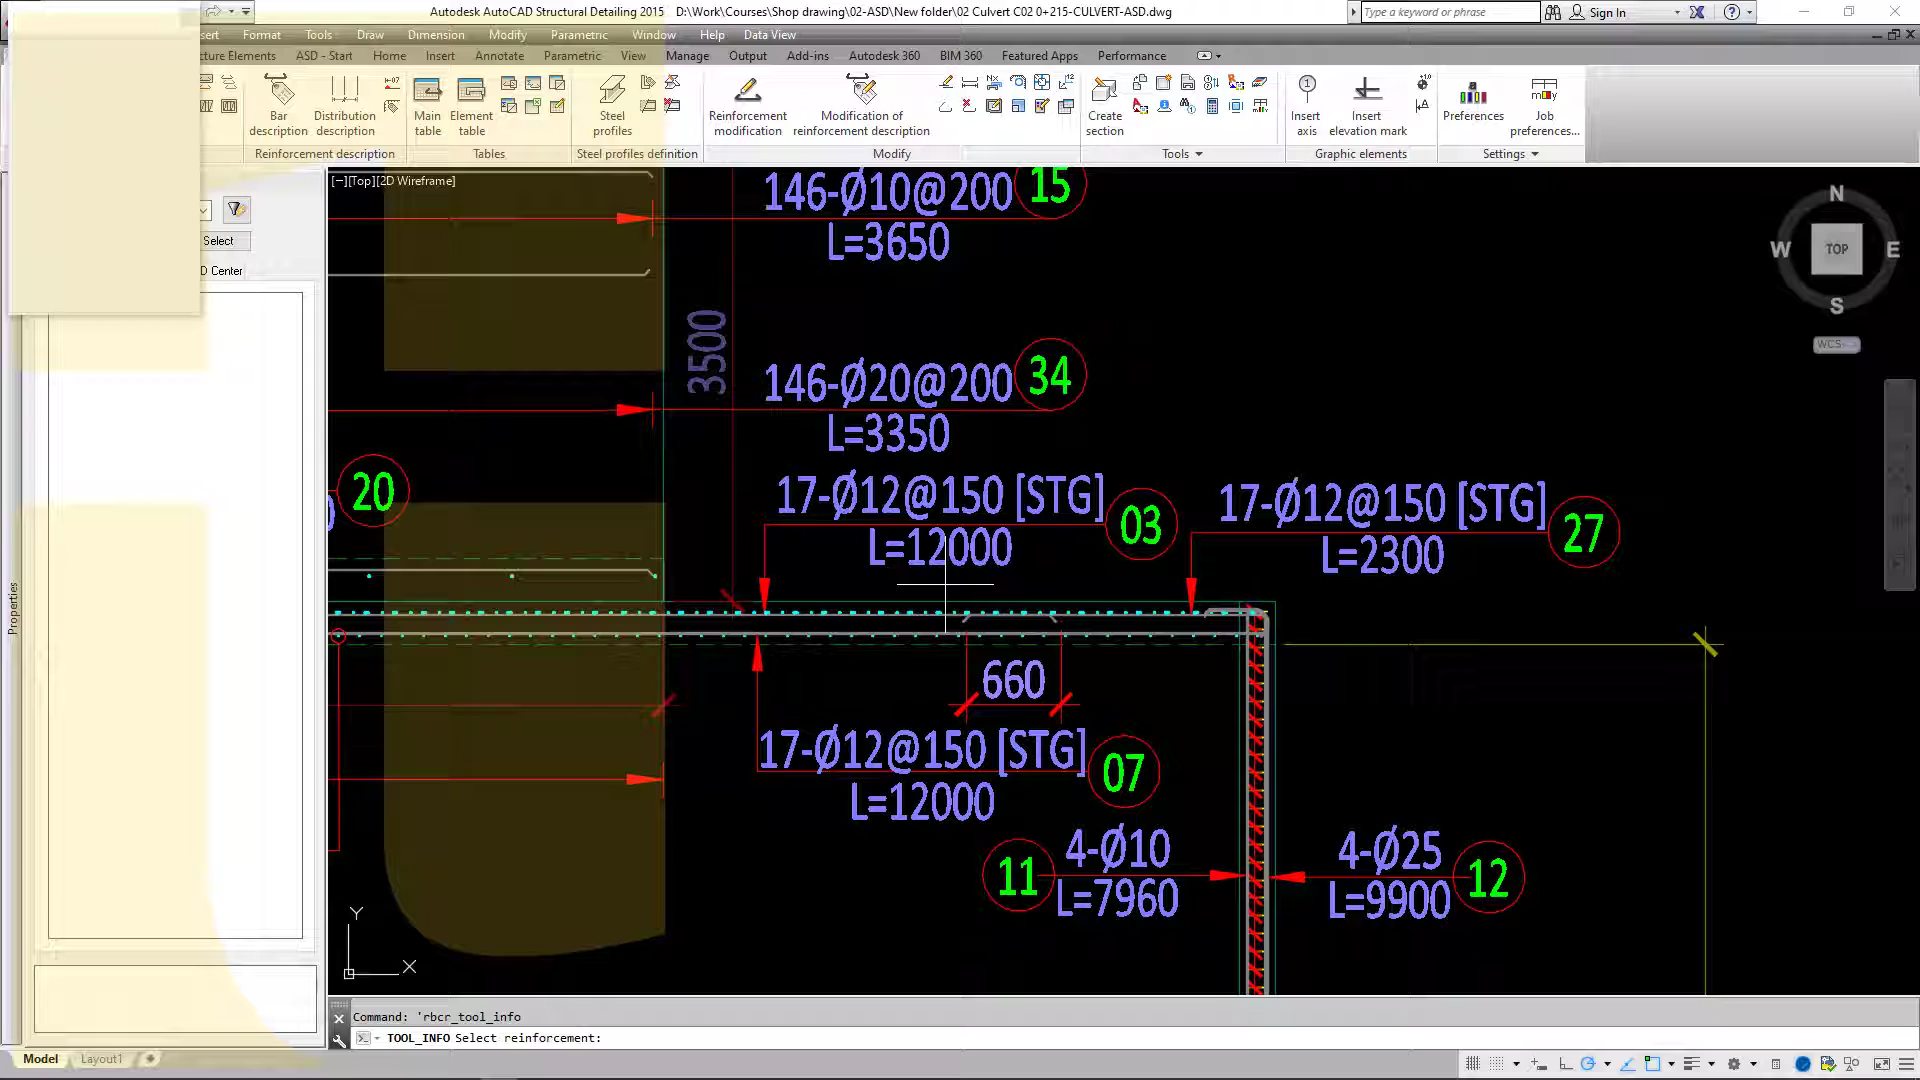 Autodesk AutoCAD Structural Detailing 2015 D:\Work\Courses\Shop drawing\02-ASD\New folder\02 Culvert C02 0+215-CULVERT-ASD.dwg
Type a keyword or phrase
Sign In
Format Tools Draw Dimension Modify Parametric Window Help Data View
ASD - Start Home Insert Annotate Parametric View Manage Output Add-ins Autodesk 360 BIM 360 Featured Apps Performance
Bar description
Distribution description
Main table
Element table
Steel profiles
Reinforcement modification
Modification of reinforcement description
Create section
Insert axis
Insert elevation mark
Preferences
Job preferences...
Reinforcement description
Tables
Steel profiles definition
Modify
Tools
Graphic elements
Settings
[−][Top][2D Wireframe]
Select
D Center
Properties
N
W
TOP
E
S
WCS
146-Ø10@200 15
L=3650
3500
146-Ø20@200 34
L=3350
20
17-Ø12@150 [STG] 03
L=12000
17-Ø12@150 [STG] 27
L=2300
660
17-Ø12@150 [STG] 07
L=12000
11 4-Ø10
L=7960
4-Ø25 12
L=9900
Y
X
Command: 'rbcr_tool_info
TOOL_INFO Select reinforcement:
Model Layout1